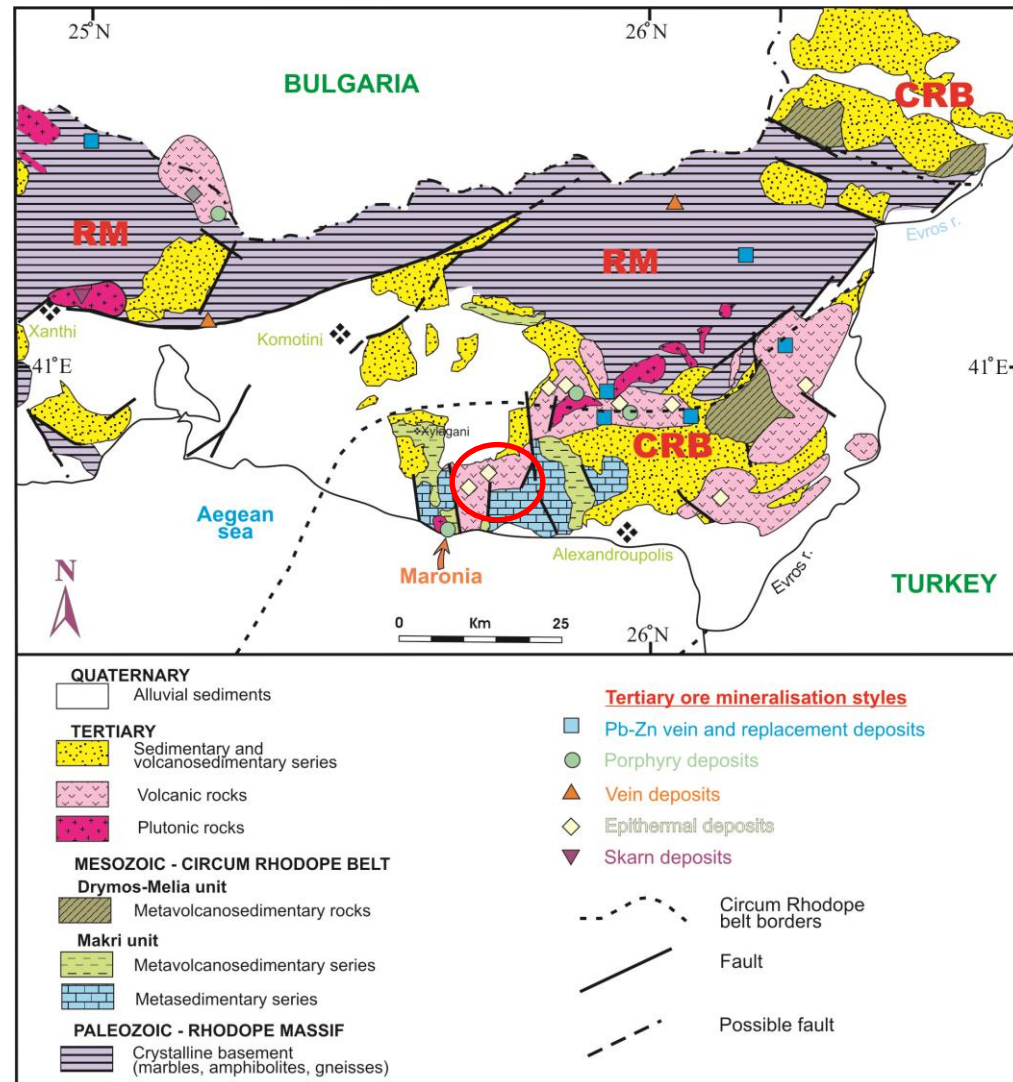 25°N
26°N
BULGARIA
CRB
RM
RM
Evros r.
Xanthi
Komotini
41°E
41°E
Xylagani
CRB
Aegean
sea
Alexandroupolis
Maronia
Evros r.
N
TURKEY
0 Km 25
26°N
QUATERNARY
Alluvial sediments
TERTIARY
Sedimentary and
volcanosedimentary series
Volcanic rocks
Plutonic rocks
MESOZOIC - CIRCUM RHODOPE BELT
Drymos-Melia unit
Metavolcanosedimentary rocks
Makri unit
Metavolcanosedimentary series
Metasedimentary series
PALEOZOIC - RHODOPE MASSIF
Crystalline basement
(marbles, amphibolites, gneisses)
Tertiary ore mineralisation styles
Pb-Zn vein and replacement deposits
Porphyry deposits
Vein deposits
Epithermal deposits
Skarn deposits
Circum Rhodope
belt borders
Fault
Possible fault